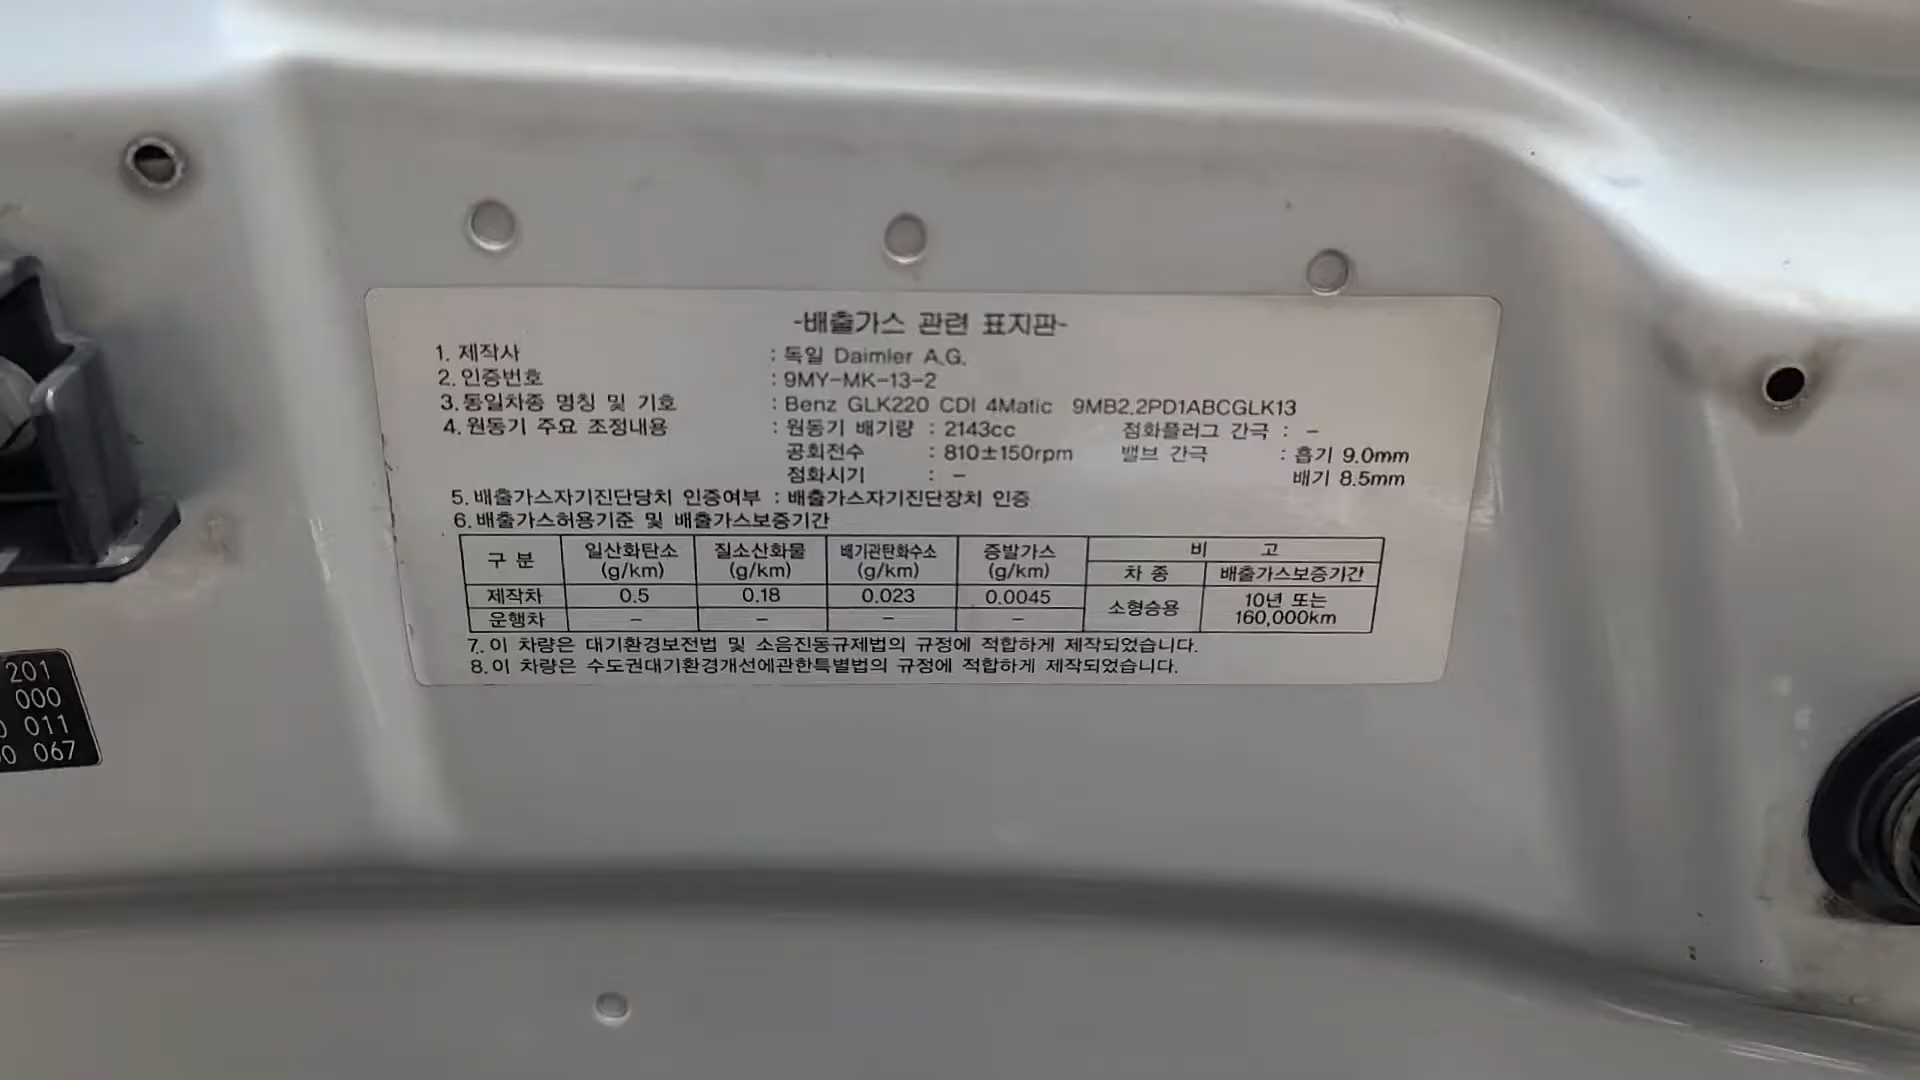 -배출가스 관련 표지판-
1. 제작사 : 독일 Daimler A.G.
2. 인증번호 : 9MY-MK-13-2
3. 동일차종 명칭 및 기호 : Benz GLK220 CDI 4Matic 9MB2.2PD1ABCGLK13
4. 원동기 주요 조정내용 : 원동기 배기량 : 2143cc 점화플러그 간극 : -
공회전수 : 810±150rpm 밸브 간극 : 흡기 9.0mm
점화시기 : - 배기 8.5mm
5. 배출가스자기진단당치 인증여부 : 배출가스자기진단장치 인증
6. 배출가스허용기준 및 배출가스보증기간
구 분 일산화탄소 (g/km) 질소산화물 (g/km) 배기관탄화수소 (g/km) 증발가스 (g/km) 비 고
차 종 배출가스보증기간
제작차 0.5 0.18 0.023 0.0045 소형승용 10년 또는 160,000km
운행차 - - - -
7. 이 차량은 대기환경보전법 및 소음진동규제법의 규정에 적합하게 제작되었습니다.
8. 이 차량은 수도권대기환경개선에관한특별법의 규정에 적합하게 제작되었습니다.
201
000
011
0 067